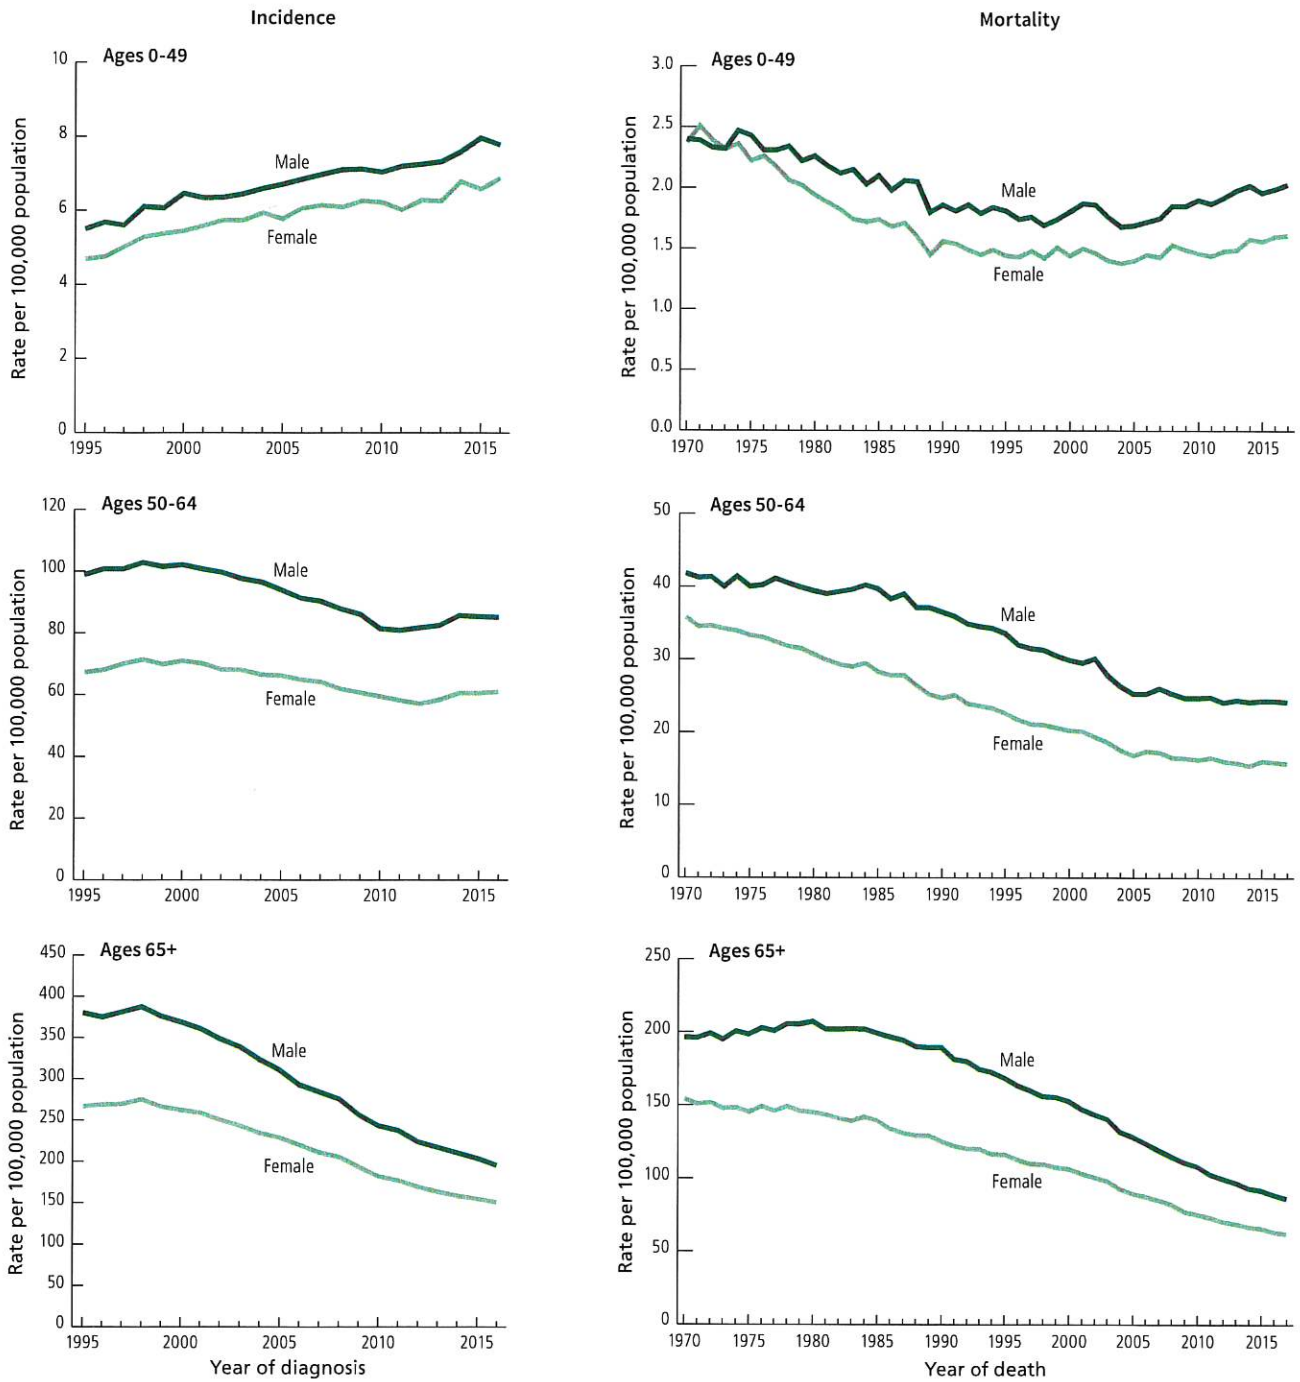 Incidence
Mortality
Ages 0-49
Rate per 100,000 population
10
8
6
4
2
0
Male
Female
1995 2000 2005 2010 2015
Ages 0-49
Rate per 100,000 population
3.0
2.5
2.0
1.5
1.0
0.5
0.0
Male
Female
1970 1975 1980 1985 1990 1995 2000 2005 2010 2015
Ages 50-64
Rate per 100,000 population
120
100
80
60
40
20
0
Male
Female
1995 2000 2005 2010 2015
Ages 50-64
Rate per 100,000 population
50
40
30
20
10
0
Male
Female
1970 1975 1980 1985 1990 1995 2000 2005 2010 2015
Ages 65+
Rate per 100,000 population
450
400
350
300
250
200
150
100
50
0
Male
Female
1995 2000 2005 2010 2015
Year of diagnosis
Ages 65+
Rate per 100,000 population
250
200
150
100
50
0
Male
Female
1970 1975 1980 1985 1990 1995 2000 2005 2010 2015
Year of death